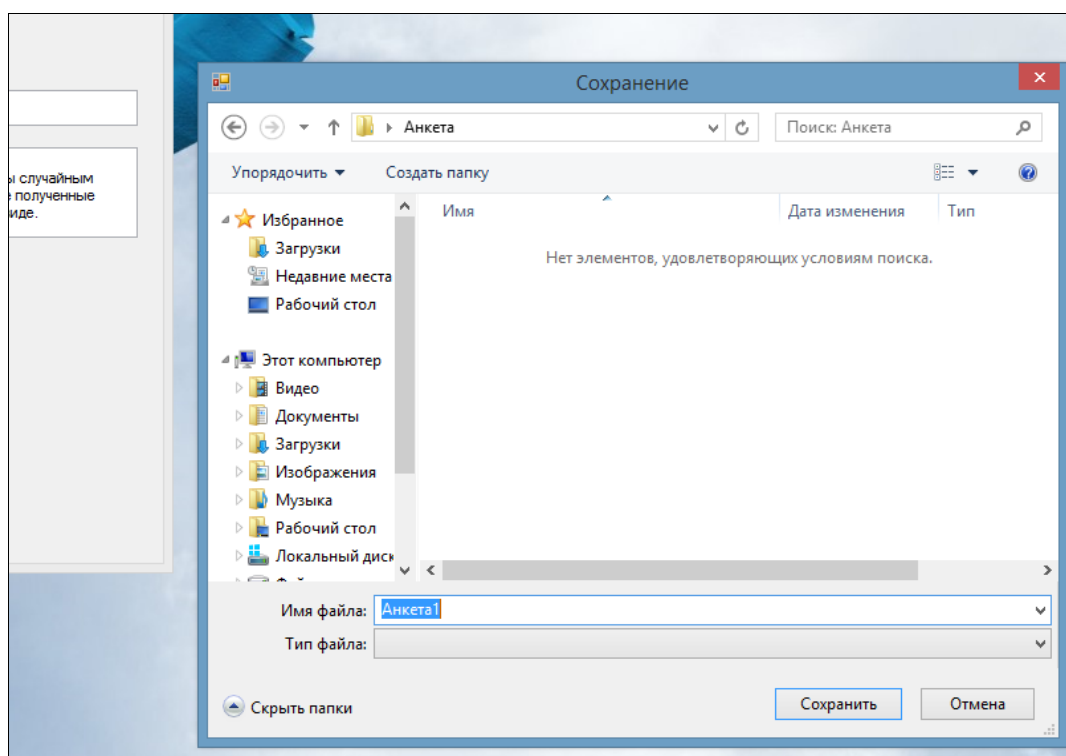 ы случайным
полученные
иде.
Сохранение
Анкета
Поиск: Анкета
Упорядочить
Создать папку
Избранное
Загрузки
Недавние места
Рабочий стол
Этот компьютер
Видео
Документы
Загрузки
Изображения
Музыка
Рабочий стол
Локальный диск
Имя
Дата изменения
Тип
Нет элементов, удовлетворяющих условиям поиска.
Имя файла: Анкета1
Тип файла:
Скрыть папки
Сохранить
Отмена